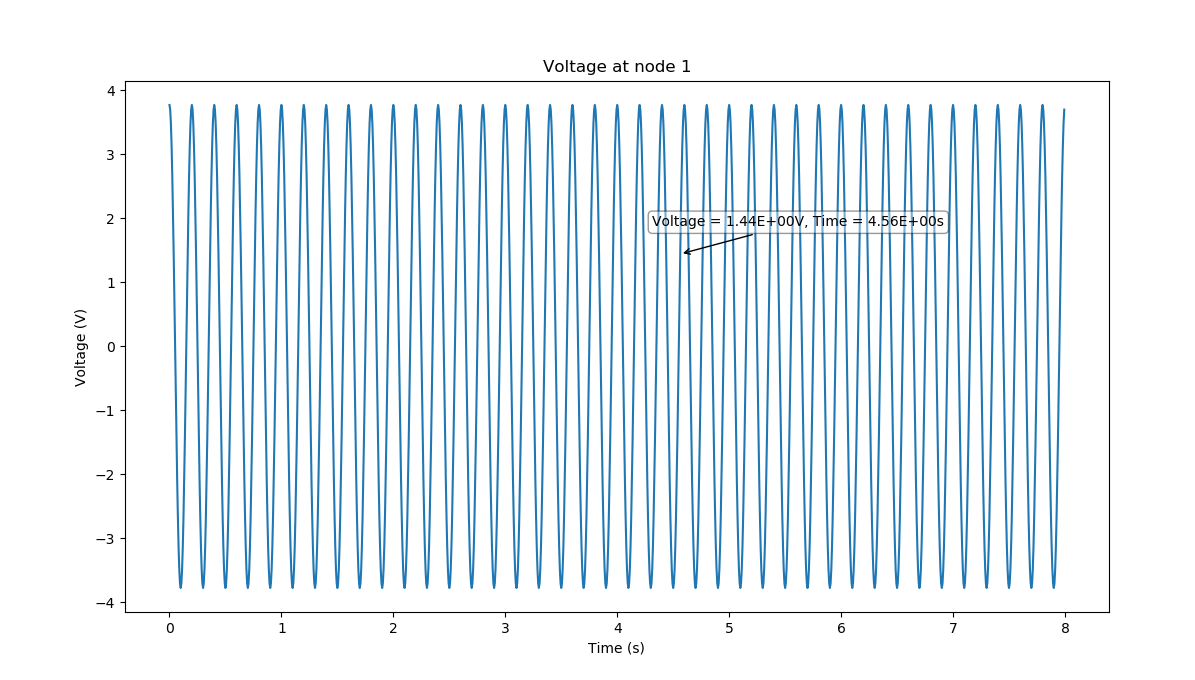 Voltage at node 1
4
3
2
1
0
−1
−2
−3
−4
Voltage (V)
Voltage = 1.44E+00V, Time = 4.56E+00s
0 1 2 3 4 5 6 7 8
Time (s)